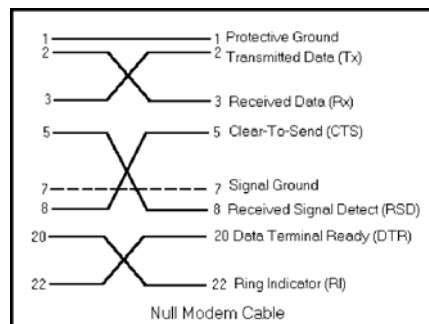 1 1 Protective Ground
2 2 Transmitted Data (Tx)
3 3 Received Data (Rx)
5 5 Clear-To-Send (CTS)
7 7 Signal Ground
8 8 Received Signal Detect (RSD)
20 20 Data Terminal Ready (DTR)
22 22 Ring Indicator (RI)
Null Modem Cable